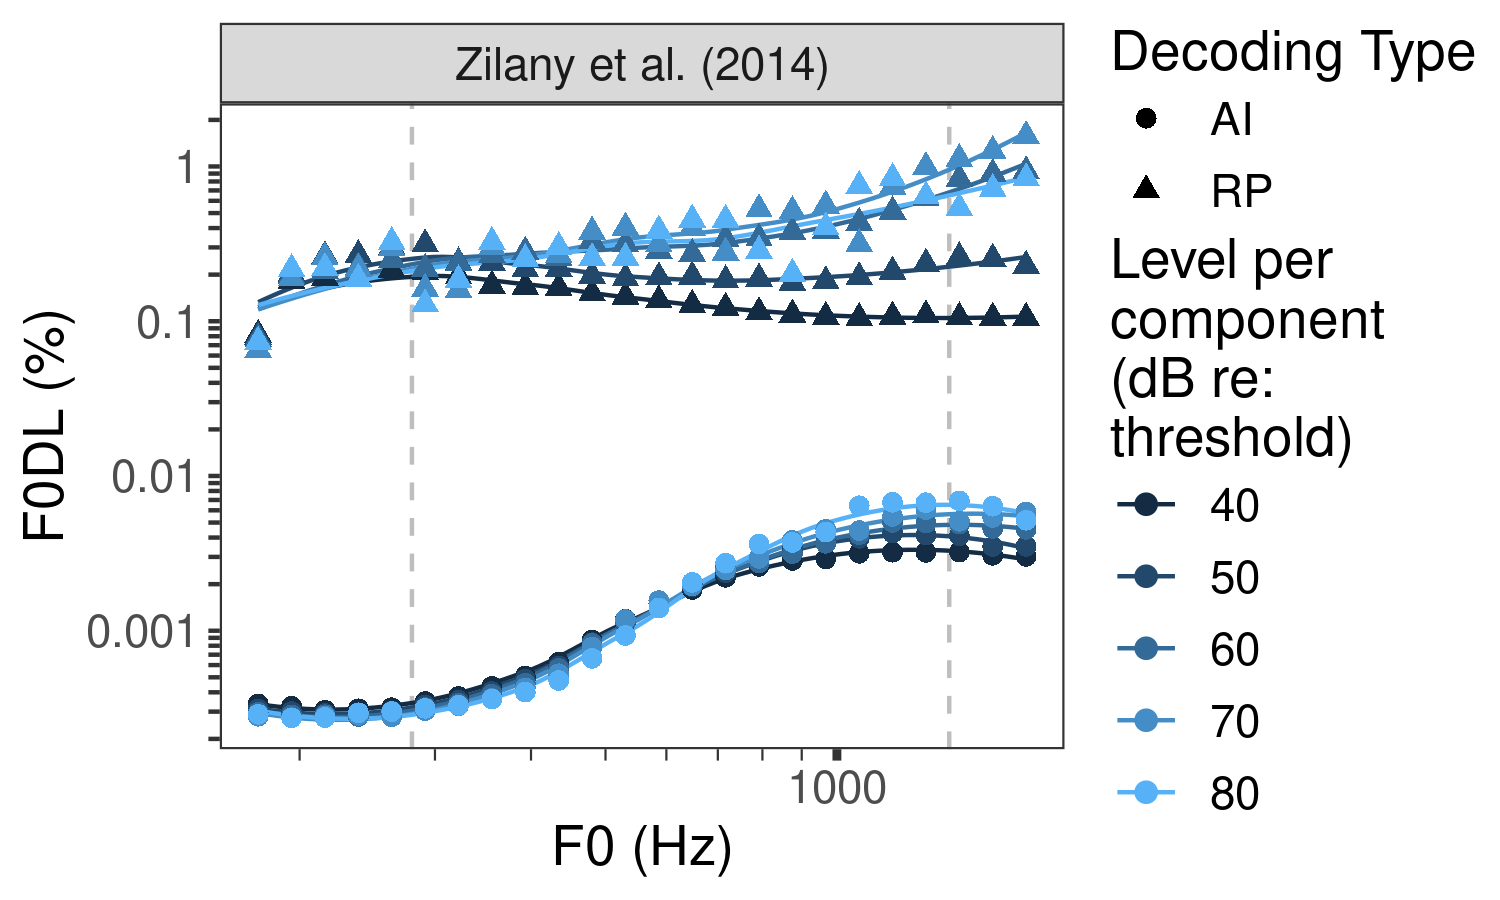 Zilany et al. (2014)
1
0.1
0.01
0.001
F0DL (%)
1000
F0 (Hz)
Decoding Type
AI
RP
Level per
component
(dB re:
threshold)
40
50
60
70
80